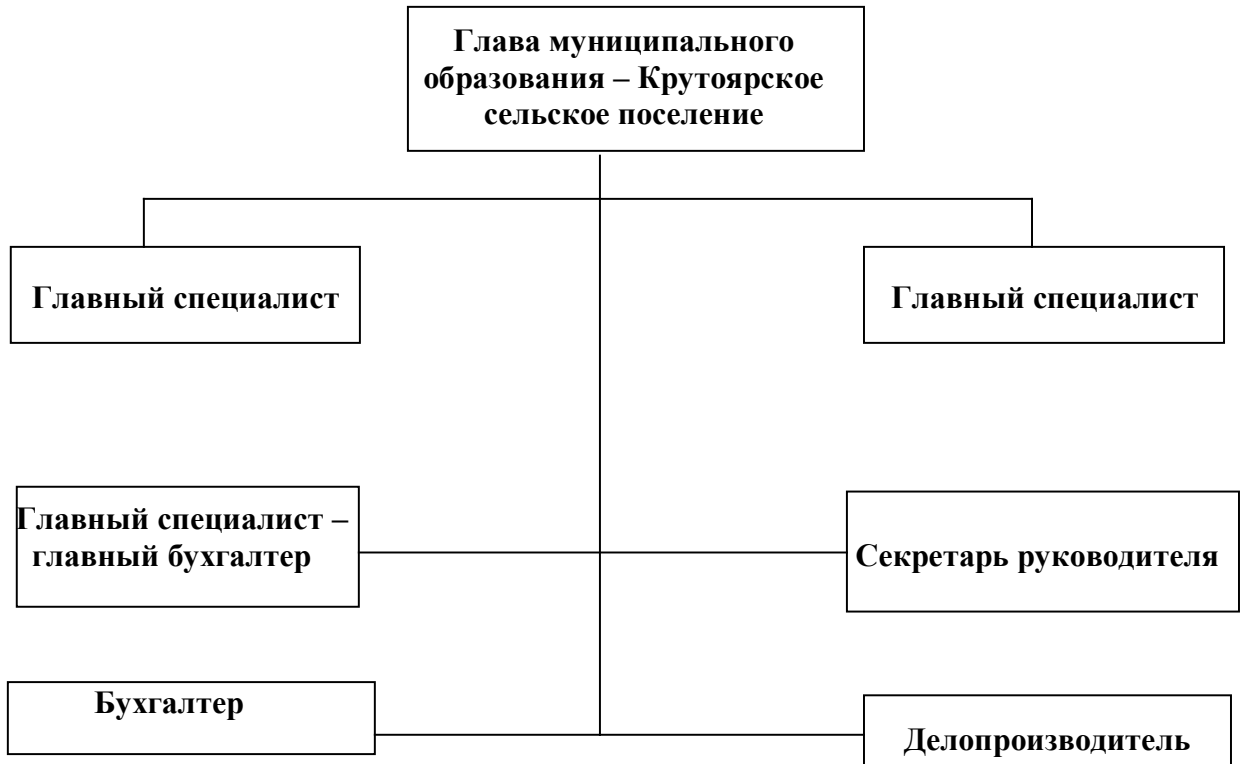 Глава муниципального
образования – Крутоярское
сельское поселение
Главный специалист
Главный специалист
Главный специалист –
главный бухгалтер
Секретарь руководителя
Бухгалтер
Делопроизводитель